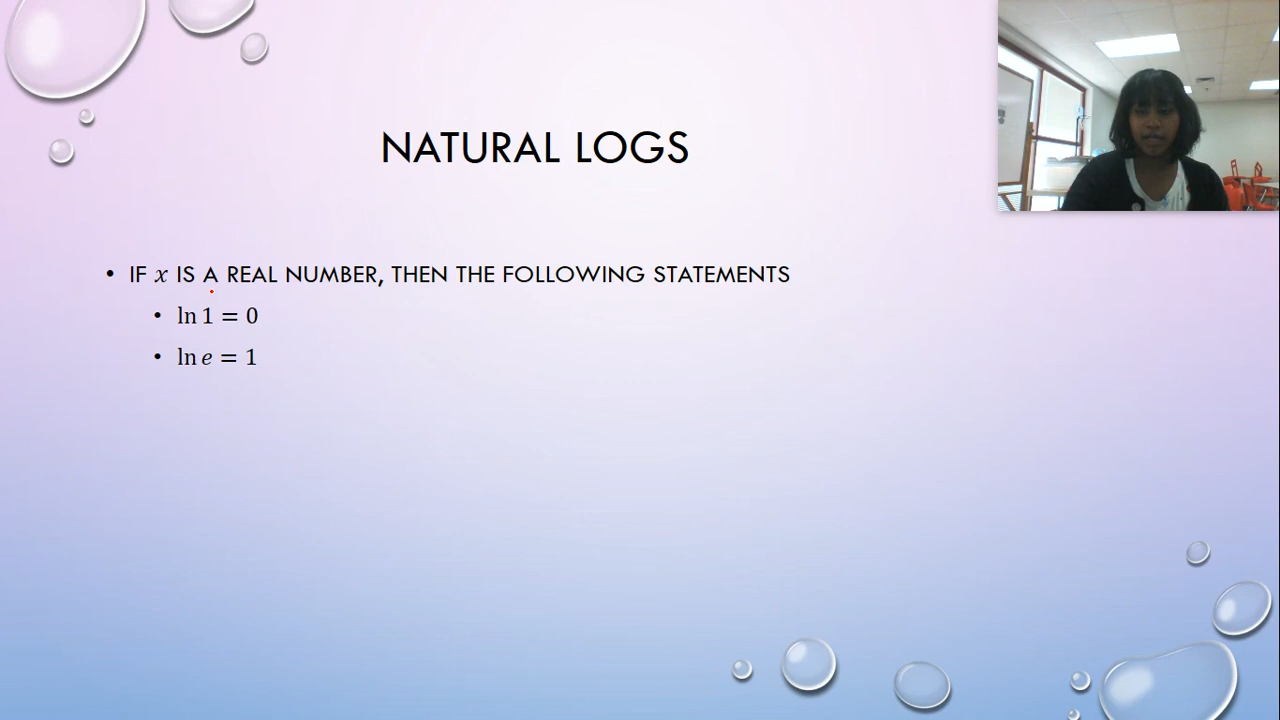 NATURAL LOGS
• IF x IS A REAL NUMBER, THEN THE FOLLOWING STATEMENTS
• ln 1 = 0
• ln e = 1